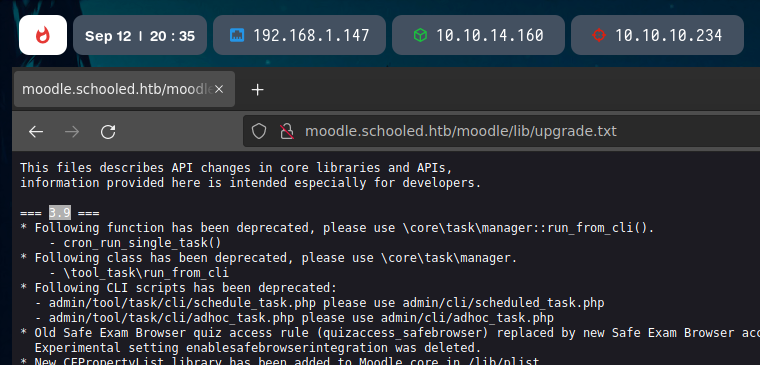 Sep 12 | 20:35
192.168.1.147
10.10.14.160
10.10.10.234
moodle.schooled.htb/moodle
moodle.schooled.htb/moodle/lib/upgrade.txt
This files describes API changes in core libraries and APIs,
information provided here is intended especially for developers.
=== 3.9 ===
* Following function has been deprecated, please use \core\task\manager::run_from_cli().
- cron_run_single_task()
* Following class has been deprecated, please use \core\task\manager.
- \tool_task\run_from_cli
* Following CLI scripts has been deprecated:
- admin/tool/task/cli/schedule_task.php please use admin/cli/scheduled_task.php
- admin/tool/task/cli/adhoc_task.php please use admin/cli/adhoc_task.php
* Old Safe Exam Browser quiz access rule (quizaccess_safebrowser) replaced by new Safe Exam Browser
Experimental setting enablesafebrowserintegration was deleted.
* New CFPropertyList library has been added to Moodle core in /lib/plist